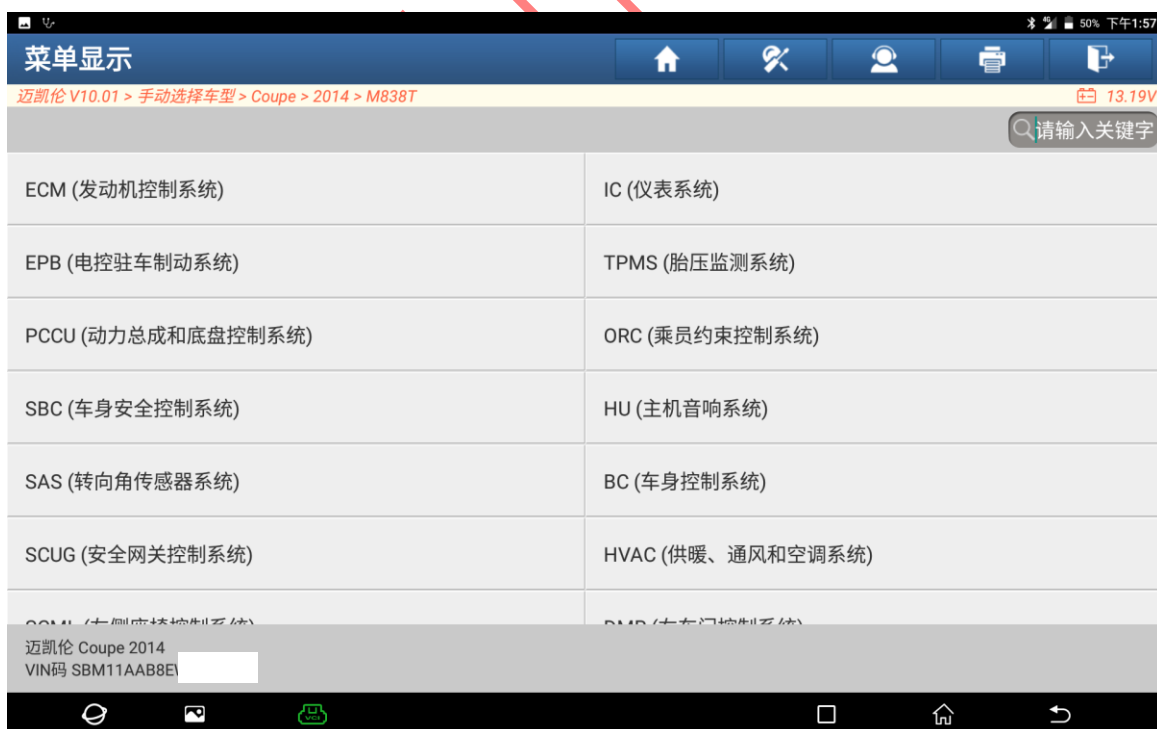 4G 50% 下午1:57
菜单显示
迈凯伦 V10.01 > 手动选择车型 > Coupe > 2014 > M838T
13.19V
请输入关键字
ECM (发动机控制系统)
IC (仪表系统)
EPB (电控驻车制动系统)
TPMS (胎压监测系统)
PCCU (动力总成和底盘控制系统)
ORC (乘员约束控制系统)
SBC (车身安全控制系统)
HU (主机音响系统)
SAS (转向角传感器系统)
BC (车身控制系统)
SCUG (安全网关控制系统)
HVAC (供暖、通风和空调系统)
迈凯伦 Coupe 2014
VIN码 SBM11AAB8E
VCI